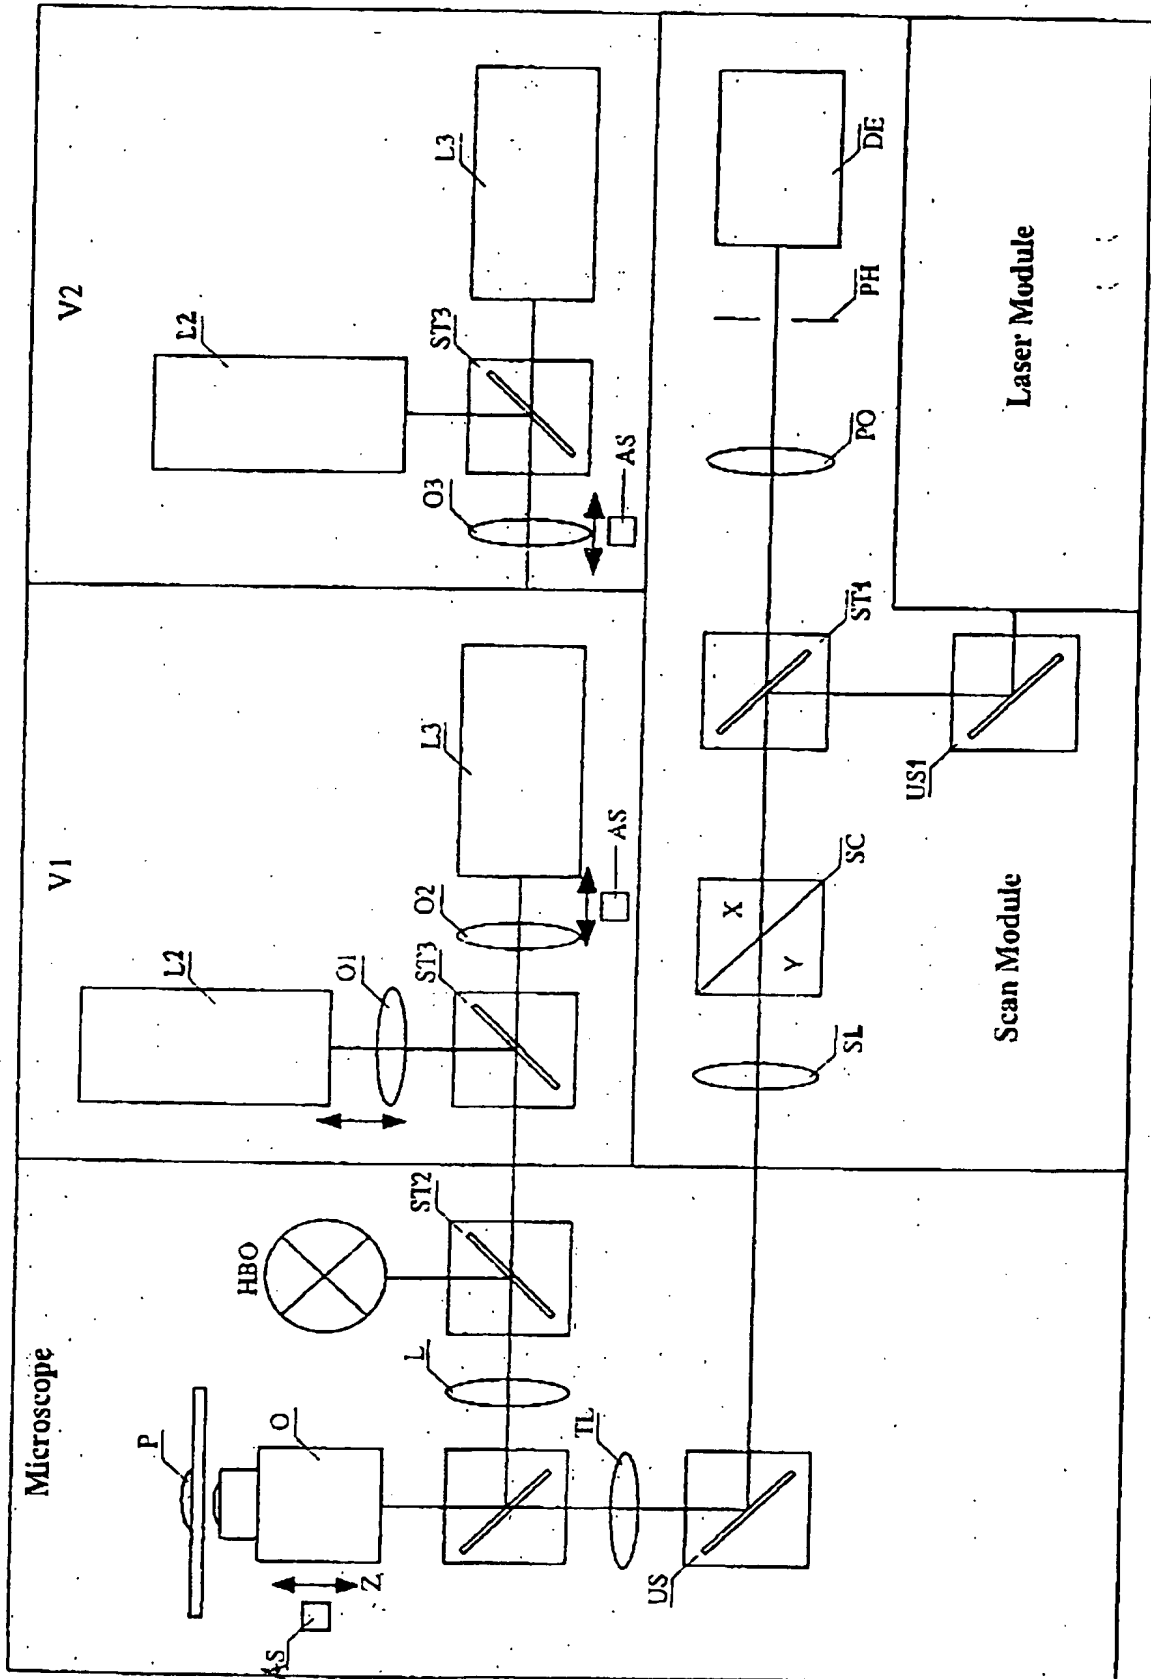 Microscope
P
O
Z
AS
HBO
L
ST2
TL
US
V1
L2
O1
ST3
O2
L3
AS
V2
L2
ST3
L3
O3
AS
Scan Module
SL
Y
X
SC
ST1
US1
PO
PH
DE
Laser Module